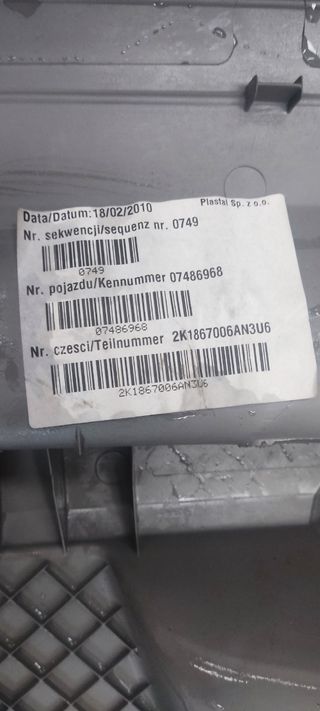 Data/Datum: 18/02/2010 Plastal Sp. z o.o.
Nr. sekwencji/sequenz nr. 0749
0749
Nr. pojazdu/Kennummer 07486968
07486968
Nr. czesci/Teilnummer 2K1867006AN3U6
2K1867006AN3U6